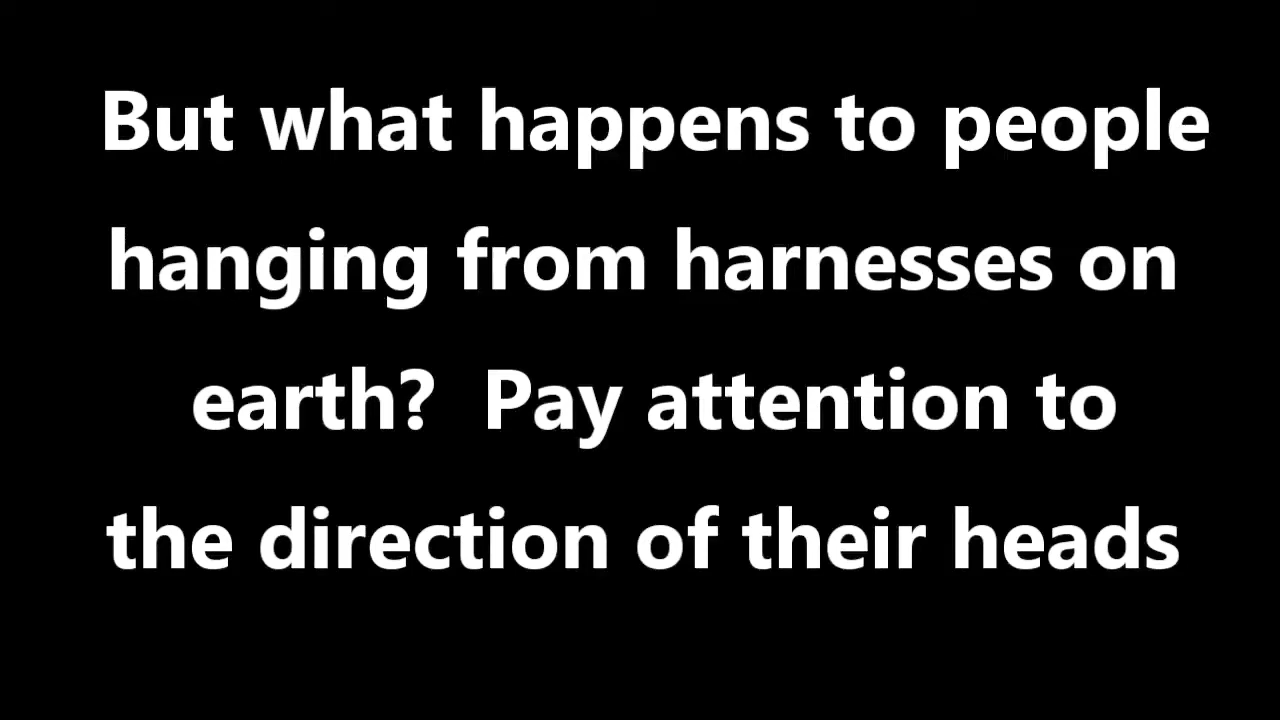 But what happens to people
hanging from harnesses on
earth?  Pay attention to
the direction of their heads